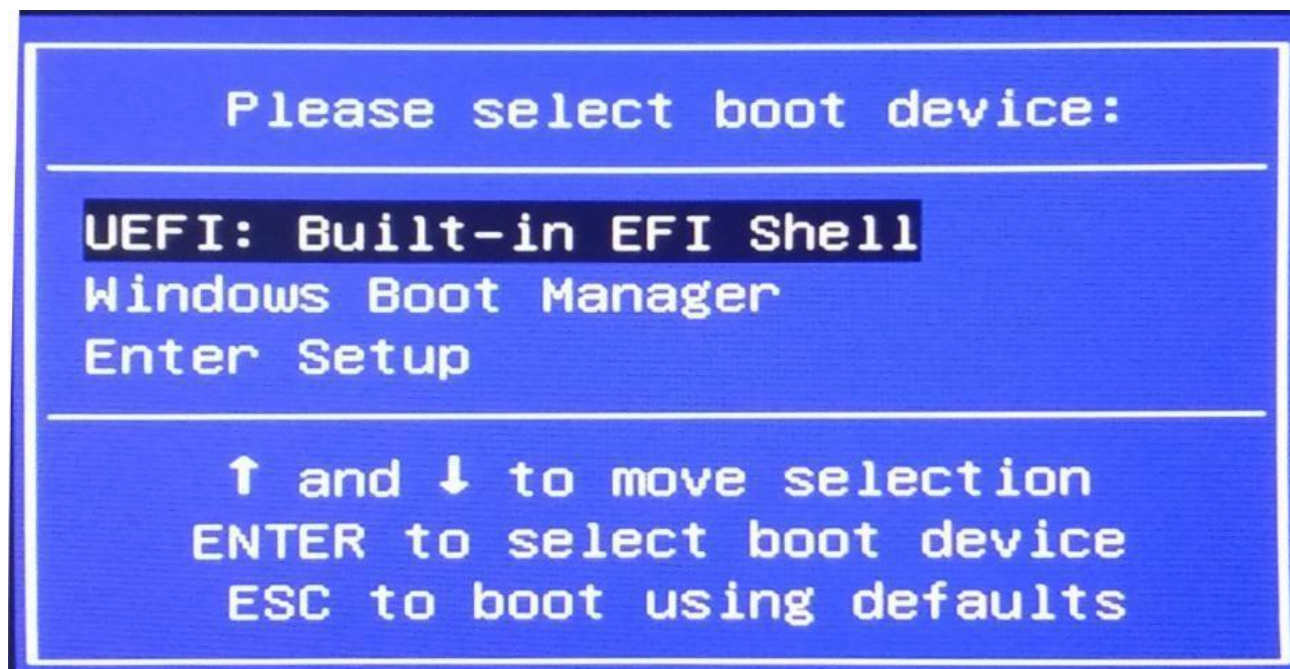 Please select boot device:
UEFI: Built-in EFI Shell
Windows Boot Manager
Enter Setup
↑ and ↓ to move selection
ENTER to select boot device
ESC to boot using defaults